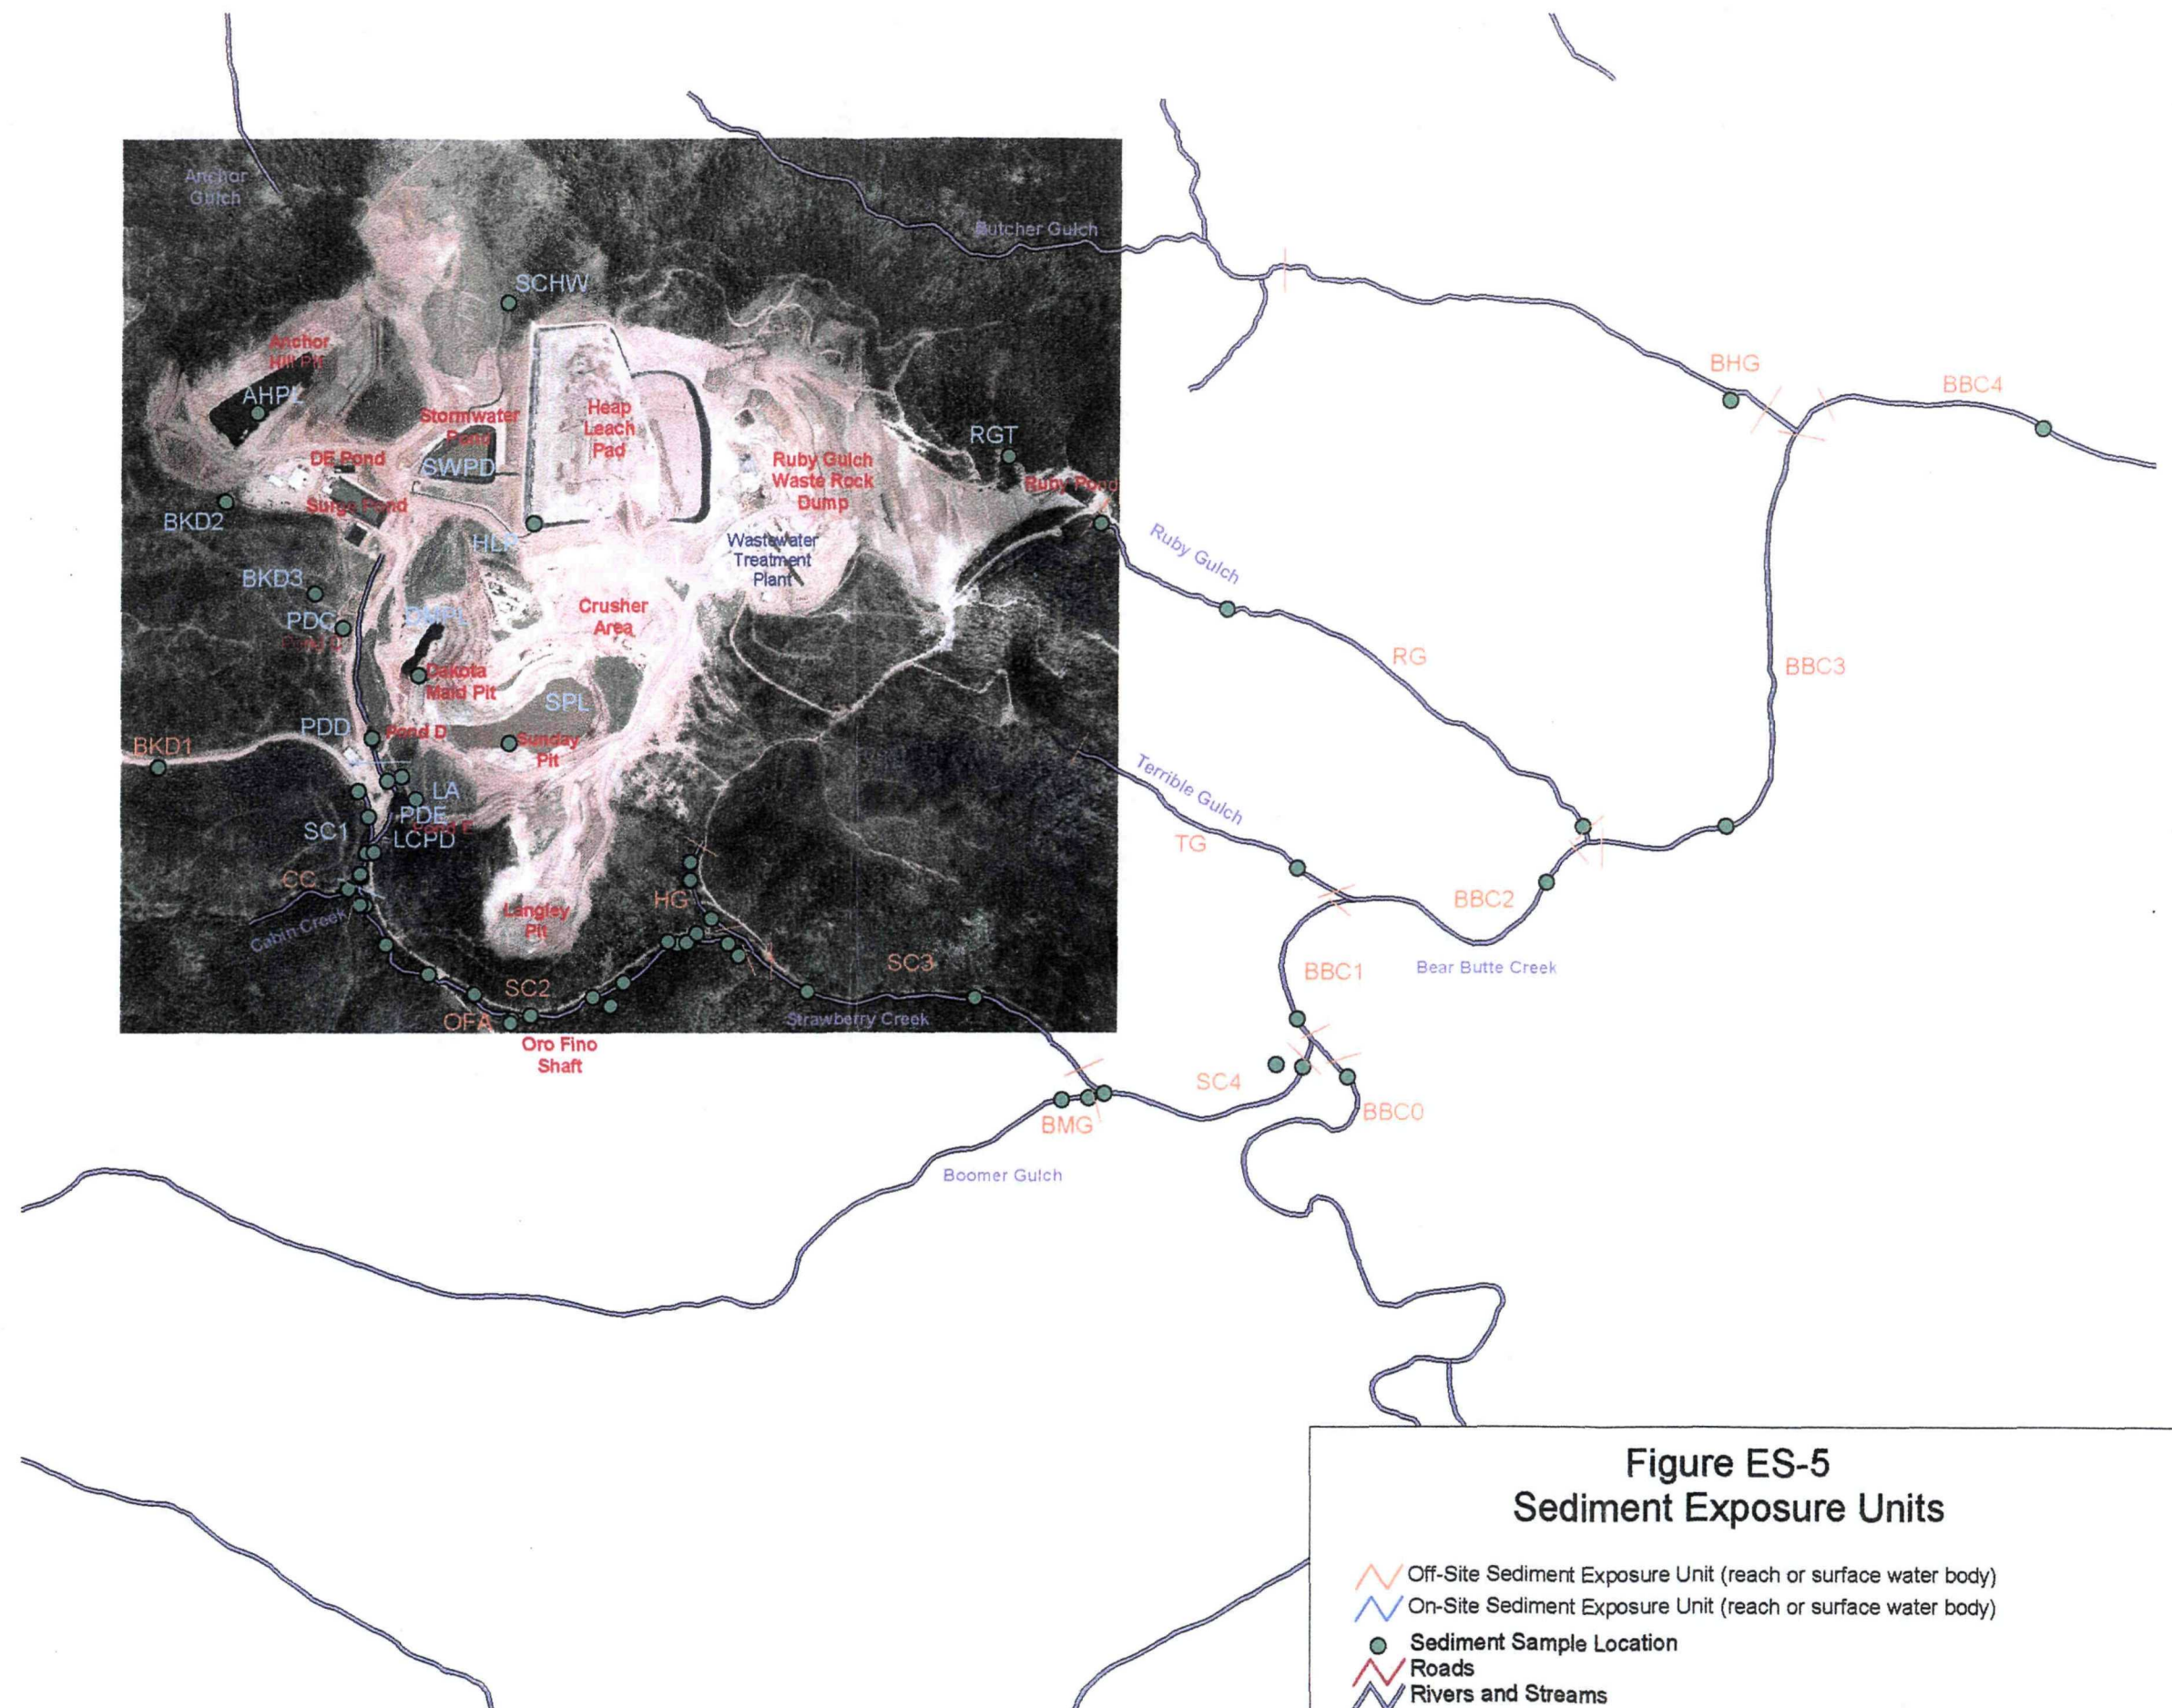 Anchor
Gulch
Butcher Gulch
SCHW
Anchor
Hill Pit
AHPL
Stormwater
Pond
SWPD
Heap
Leach
Pad
DE Pond
Surge Pond
BKD2
HLP
Ruby Gulch
Waste Rock
Dump
RGT
Ruby Pond
Wastewater
Treatment
Plant
BHG
BBC4
Ruby Gulch
BKD3
PDC
Crusher
Area
Dakota
Maid Pit
RG
BBC3
SPL
PDD
Pond D
Sunday
Pit
BKD1
Terrible Gulch
LA
PDE
SC1
LCPD
TG
CC
Cabin Creek
Langley
Pit
HG
BBC2
SC3
BBC1
Bear Butte Creek
SC2
OFA
Strawberry Creek
Oro Fino
Shaft
SC4
BBC0
BMG
Boomer Gulch
Figure ES-5
Sediment Exposure Units
Off-Site Sediment Exposure Unit (reach or surface water body)
On-Site Sediment Exposure Unit (reach or surface water body)
Sediment Sample Location
Roads
Rivers and Streams